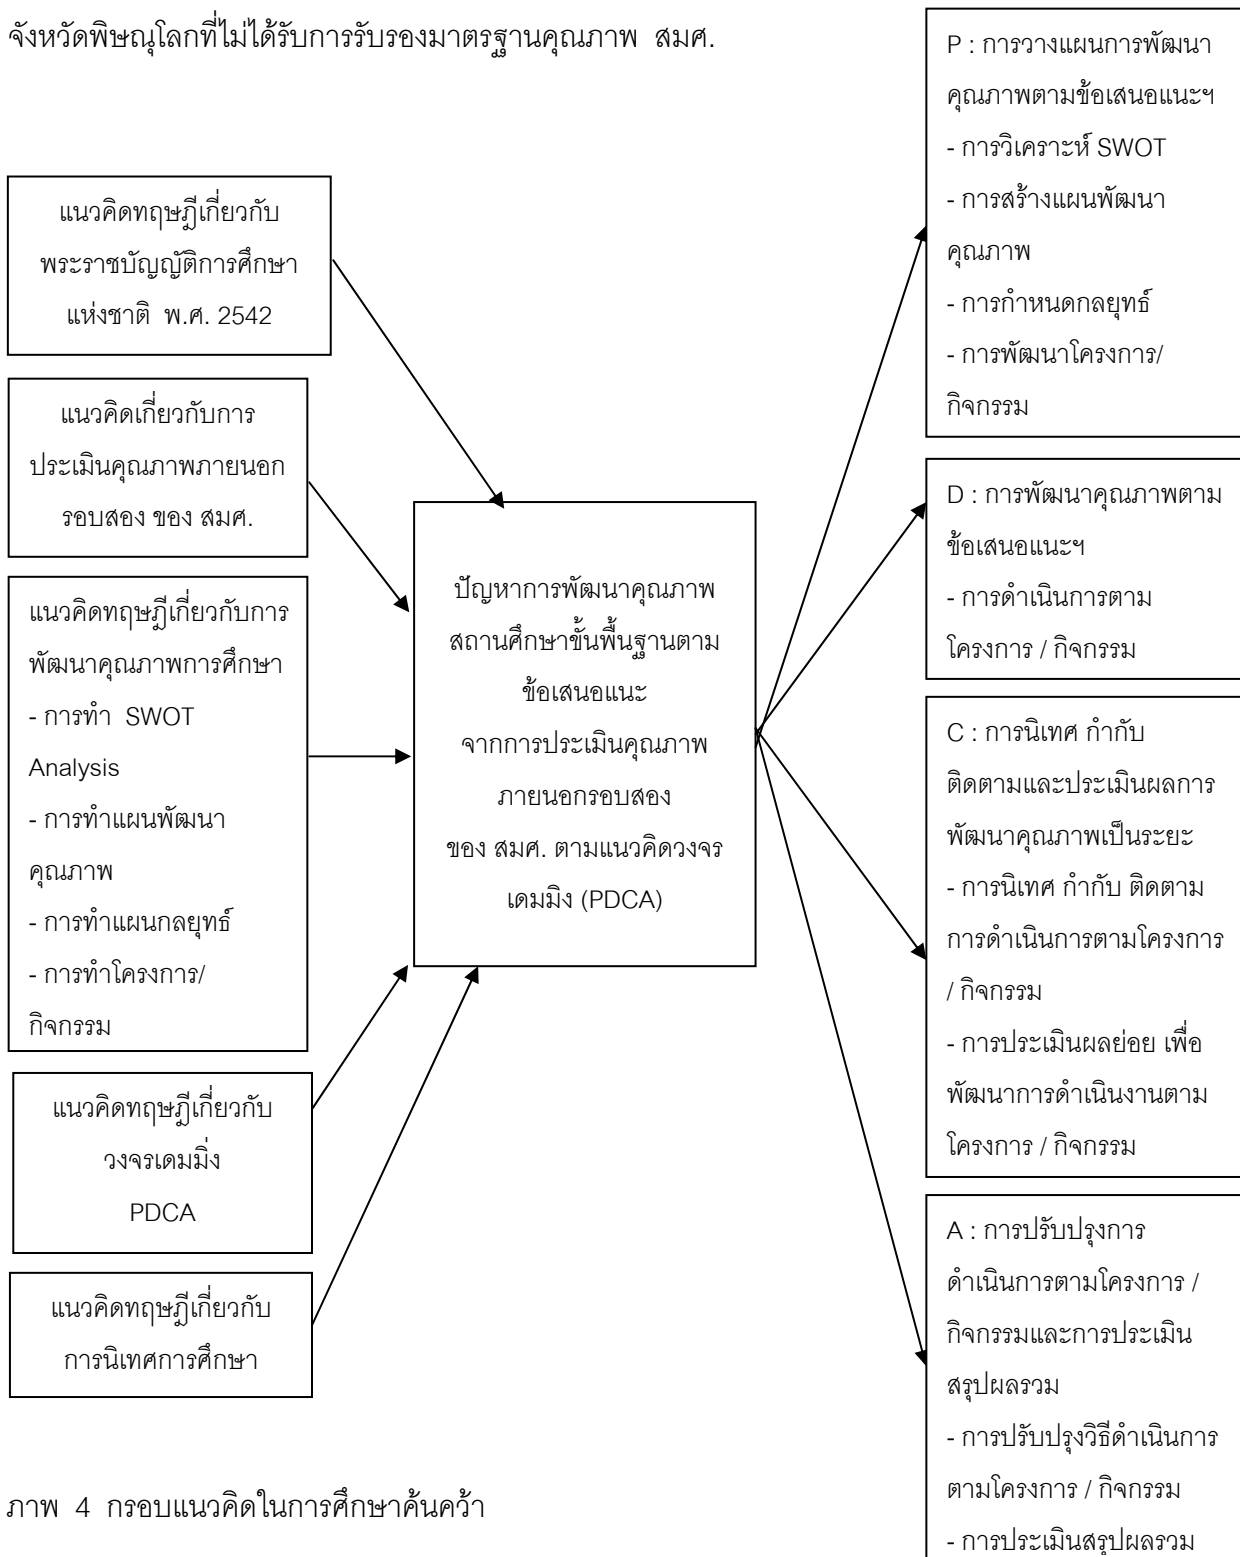 จังหวัดพิษณุโลกที่ไม่ได้รับการรับรองมาตรฐานคุณภาพ สมศ.
แนวคิดทฤษฎีเกี่ยวกับ
พระราชบัญญัติการศึกษา
แห่งชาติ พ.ศ. 2542
แนวคิดเกี่ยวกับการ
ประเมินคุณภาพภายนอก
รอบสอง ของ สมศ.
แนวคิดทฤษฎีเกี่ยวกับการ
พัฒนาคุณภาพการศึกษา
- การทำ SWOT
Analysis
- การทำแผนพัฒนา
คุณภาพ
- การทำแผนกลยุทธ์
- การทำโครงการ/
กิจกรรม
แนวคิดทฤษฎีเกี่ยวกับ
วงจรเดมมิ่ง
PDCA
แนวคิดทฤษฎีเกี่ยวกับ
การนิเทศการศึกษา
ปัญหาการพัฒนาคุณภาพ
สถานศึกษาขั้นพื้นฐานตาม
ข้อเสนอแนะ
จากการประเมินคุณภาพ
ภายนอกรอบสอง
ของ สมศ. ตามแนวคิดวงจร
เดมมิง (PDCA)
P : การวางแผนการพัฒนา
คุณภาพตามข้อเสนอแนะฯ
- การวิเคราะห์ SWOT
- การสร้างแผนพัฒนา
คุณภาพ
- การกำหนดกลยุทธ์
- การพัฒนาโครงการ/
กิจกรรม
D : การพัฒนาคุณภาพตาม
ข้อเสนอแนะฯ
- การดำเนินการตาม
โครงการ / กิจกรรม
C : การนิเทศ กำกับ
ติดตามและประเมินผลการ
พัฒนาคุณภาพเป็นระยะ
- การนิเทศ กำกับ ติดตาม
การดำเนินการตามโครงการ
/ กิจกรรม
- การประเมินผลย่อย เพื่อ
พัฒนาการดำเนินงานตาม
โครงการ / กิจกรรม
A : การปรับปรุงการ
ดำเนินการตามโครงการ /
กิจกรรมและการประเมิน
สรุปผลรวม
- การปรับปรุงวิธีดำเนินการ
ตามโครงการ / กิจกรรม
- การประเมินสรุปผลรวม
ภาพ 4 กรอบแนวคิดในการศึกษาค้นคว้า